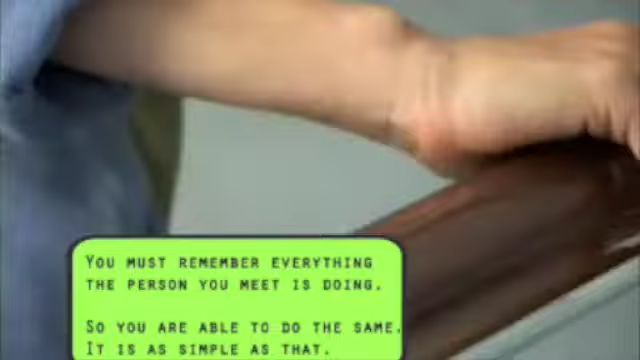 You must remember everything
the person you meet is doing.
So you are able to do the same.
It is as simple as that.